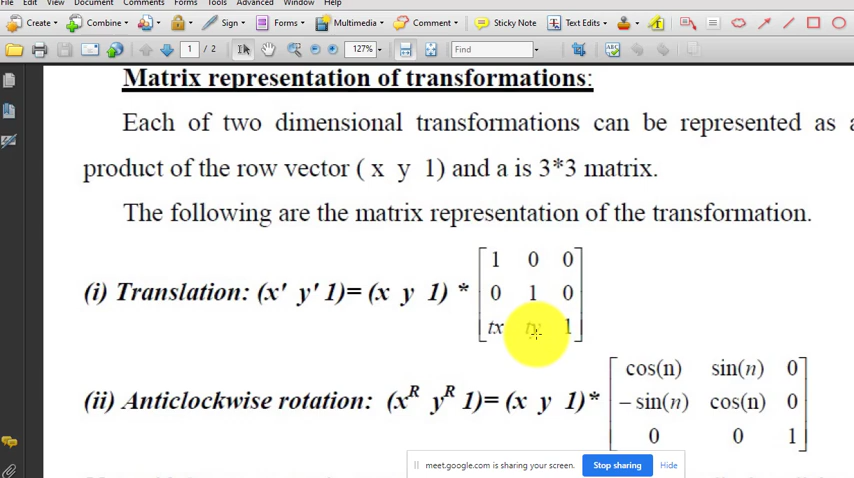 File Edit View Document Comments Forms Tools Advanced Window Help
Create Combine Sign Forms Multimedia Comment Sticky Note Text Edits
1 / 2 127% Find
Matrix representation of transformations:
Each of two dimensional transformations can be represented as a
product of the row vector ( x y 1) and a is 3*3 matrix.
The following are the matrix representation of the transformation.
1 0 0
(i) Translation: (x' y' 1)= (x y 1) * 0 1 0
tx ty 1
cos(n) sin(n) 0
(ii) Anticlockwise rotation: (x^R y^R 1)= (x y 1)* – sin(n) cos(n) 0
0 0 1
meet.google.com is sharing your screen. Stop sharing Hide